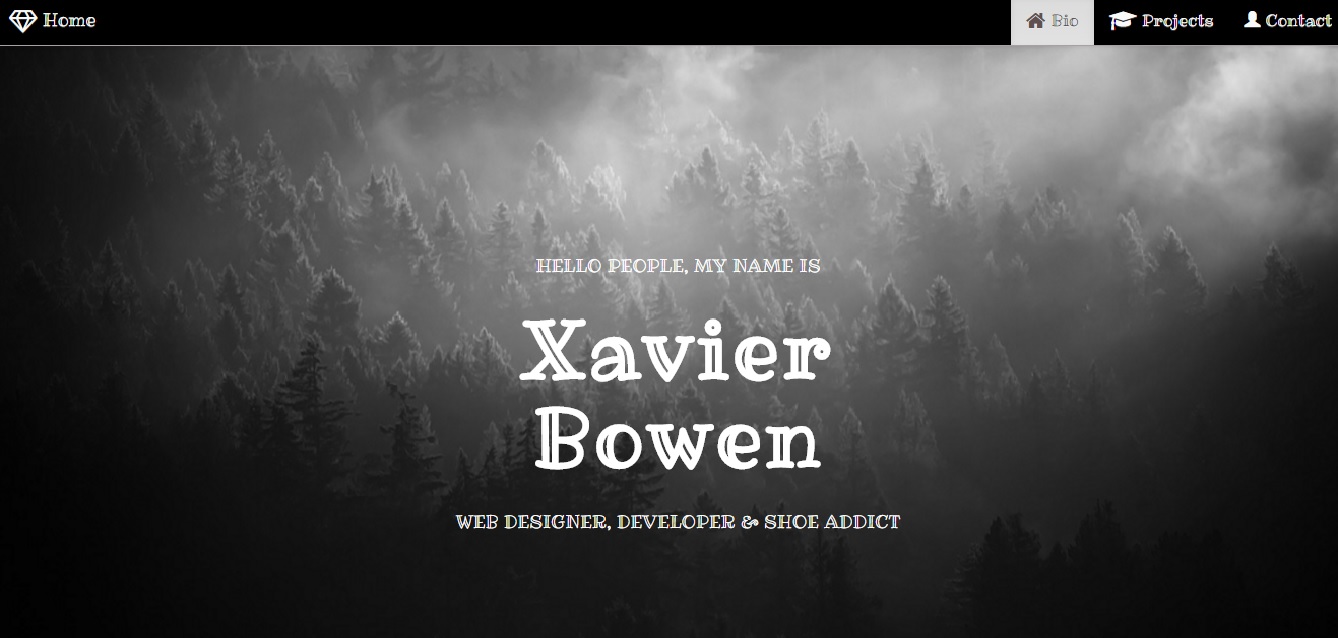 Home
Bio
Projects
Contact
HELLO PEOPLE, MY NAME IS
Xavier
Bowen
WEB DESIGNER, DEVELOPER & SHOE ADDICT